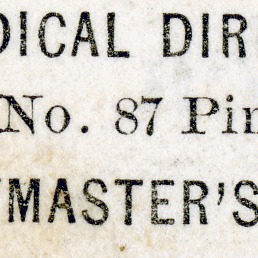 DICAL DIR
No. 87 Pin
MASTER'S